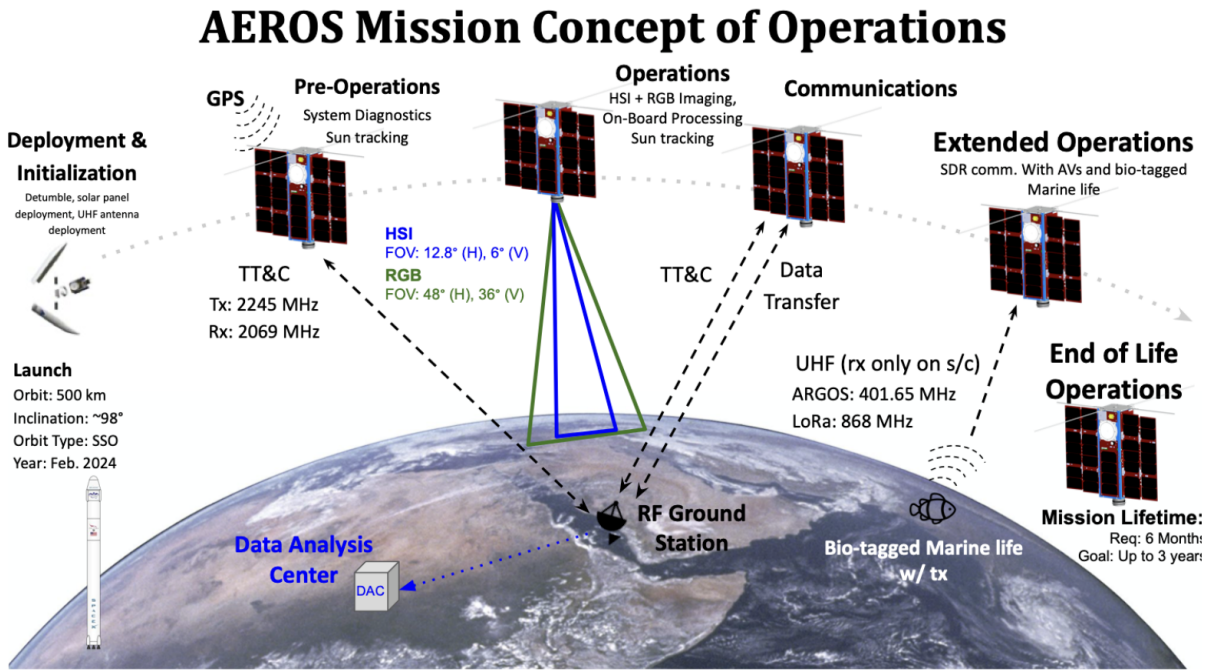 AEROS Mission Concept of Operations
Deployment &
Initialization
Detumble, solar panel
deployment, UHF antenna
deployment
Launch
Orbit: 500 km
Inclination: ~98°
Orbit Type: SSO
Year: Feb. 2024
GPS
Pre-Operations
System Diagnostics
Sun tracking
TT&C
Tx: 2245 MHz
Rx: 2069 MHz
HSI
FOV: 12.8° (H), 6° (V)
RGB
FOV: 48° (H), 36° (V)
Operations
HSI + RGB Imaging,
On-Board Processing
Sun tracking
Communications
TT&C
Data
Transfer
Extended Operations
SDR comm. With AVs and bio-tagged
Marine life
UHF (rx only on s/c)
ARGOS: 401.65 MHz
LoRa: 868 MHz
End of Life
Operations
Mission Lifetime:
Req: 6 Months
Goal: Up to 3 years
RF Ground
Station
Data Analysis
Center
DAC
Bio-tagged Marine life
w/ tx